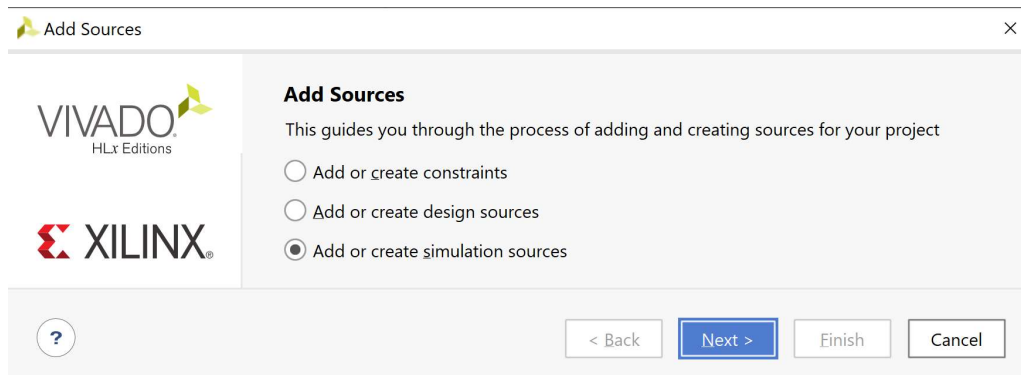 Add Sources
VIVADO.
HLx Editions
XILINX.
Add Sources
This guides you through the process of adding and creating sources for your project
Add or create constraints
Add or create design sources
Add or create simulation sources
?
< Back
Next >
Finish
Cancel